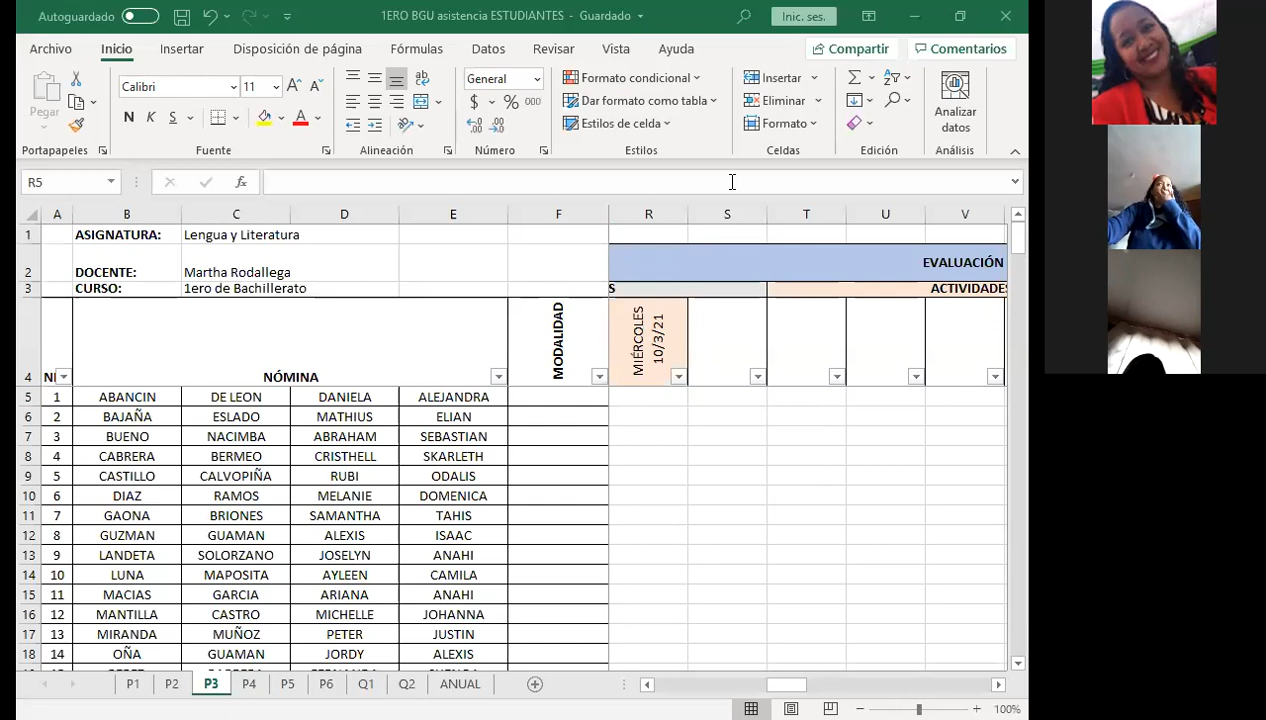 Autoguardado
1ERO BGU asistencia ESTUDIANTES - Guardado
Inic. ses.
Archivo Inicio Insertar Disposición de página Fórmulas Datos Revisar Vista Ayuda Compartir Comentarios
Pegar
Calibri 11
N K S
General
$ % 000
Formato condicional
Dar formato como tabla
Estilos de celda
Insertar
Eliminar
Formato
Analizar datos
Portapapeles Fuente Alineación Número Estilos Celdas Edición Análisis
R5 fx
A B C D E F R S T U V
1 ASIGNATURA: Lengua y Literatura
2 DOCENTE: Martha Rodallega EVALUACIÓN
3 CURSO: 1ero de Bachillerato S ACTIVIDADES
4 NÓMINA MODALIDAD MIÉRCOLES 10/3/21
5 1 ABANCIN DE LEON DANIELA ALEJANDRA
6 2 BAJAÑA ESLADO MATHIUS ELIAN
7 3 BUENO NACIMBA ABRAHAM SEBASTIAN
8 4 CABRERA BERMEO CRISTHELL SKARLETH
9 5 CASTILLO CALVOPIÑA RUBI ODALIS
10 6 DIAZ RAMOS MELANIE DOMENICA
11 7 GAONA BRIONES SAMANTHA TAHIS
12 8 GUZMAN GUAMAN ALEXIS ISAAC
13 9 LANDETA SOLORZANO JOSELYN ANAHI
14 10 LUNA MAPOSITA AYLEEN CAMILA
15 11 MACIAS GARCIA ARIANA ANAHI
16 12 MANTILLA CASTRO MICHELLE JOHANNA
17 13 MIRANDA MUÑOZ PETER JUSTIN
18 14 OÑA GUAMAN JORDY ALEXIS
P1 P2 P3 P4 P5 P6 Q1 Q2 ANUAL
100%